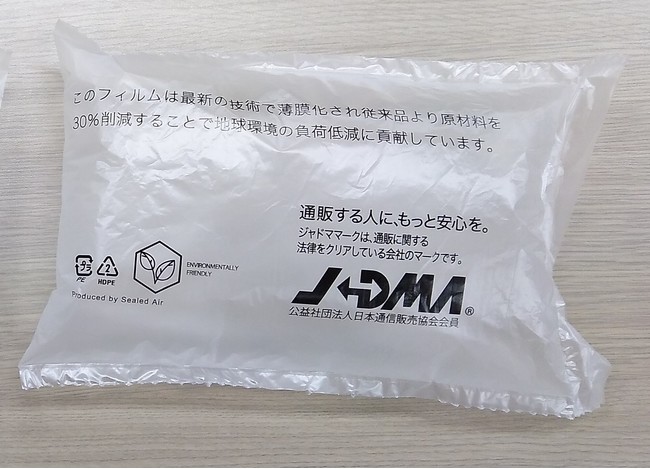 このフィルムは最新の技術で薄膜化され従来品より原材料を
30%削減することで地球環境の負荷低減に貢献しています。
通販する人に、もっと安心を。
ジャドママークは、通販に関する
法律をクリアしている会社のマークです。
プラ
PE
2
HDPE
ENVIRONMENTALLY
FRIENDLY
Produced by Sealed Air
JADMA®
公益社団法人日本通信販売協会会員